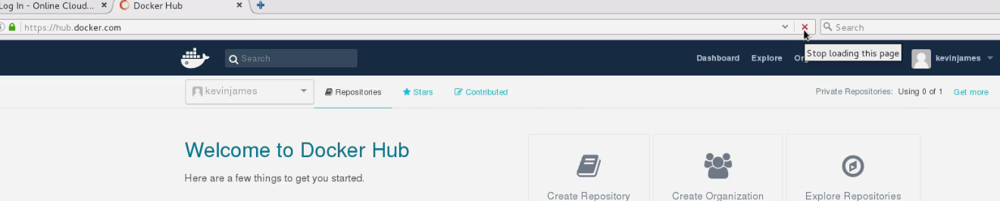 Log In - Online Cloud... × Docker Hub ×
https://hub.docker.com Search
Search Dashboard Explore Stop loading this page kevinjames
kevinjames Repositories Stars Contributed Private Repositories: Using 0 of 1 Get more
Welcome to Docker Hub
Here are a few things to get you started.
Create Repository Create Organization Explore Repositories